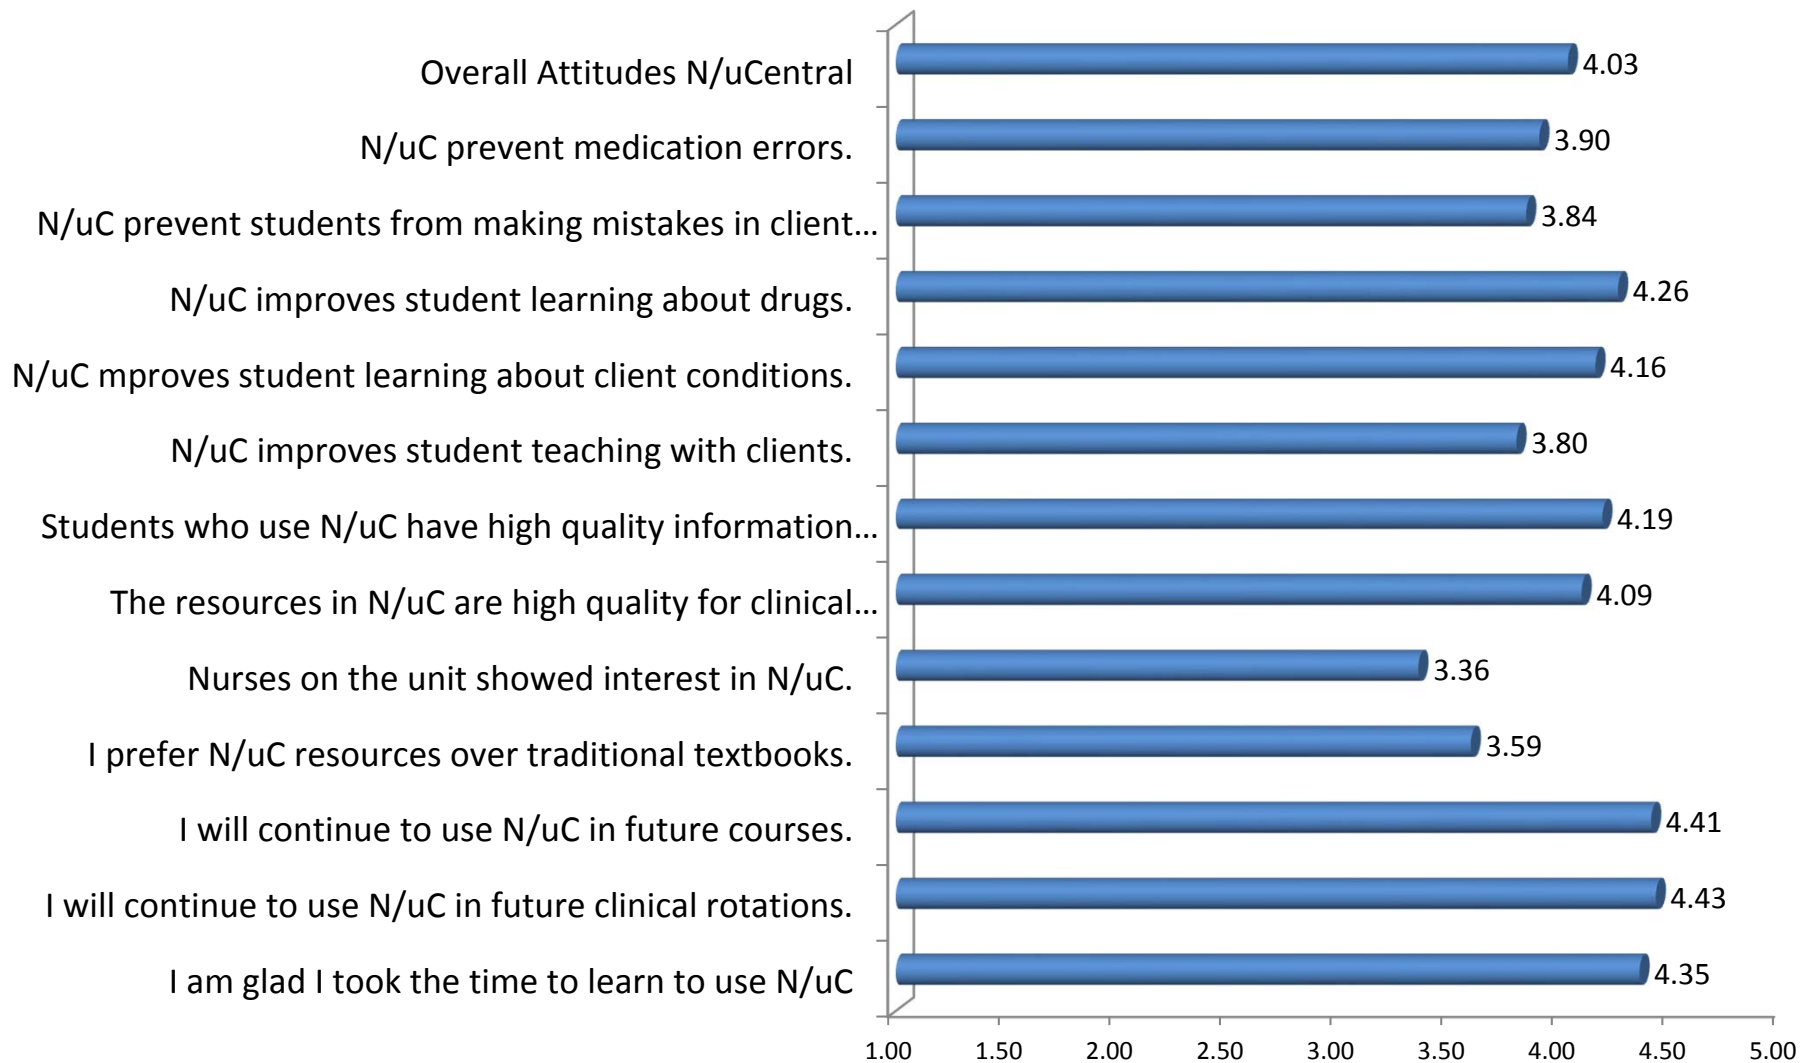 Overall Attitudes N/uCentral
4.03
N/uC prevent medication errors.
3.90
N/uC prevent students from making mistakes in client…
3.84
N/uC improves student learning about drugs.
4.26
N/uC mproves student learning about client conditions.
4.16
N/uC improves student teaching with clients.
3.80
Students who use N/uC have high quality information…
4.19
The resources in N/uC are high quality for clinical…
4.09
Nurses on the unit showed interest in N/uC.
3.36
I prefer N/uC resources over traditional textbooks.
3.59
I will continue to use N/uC in future courses.
4.41
I will continue to use N/uC in future clinical rotations.
4.43
I am glad I took the time to learn to use N/uC
4.35
1.00 1.50 2.00 2.50 3.00 3.50 4.00 4.50 5.00